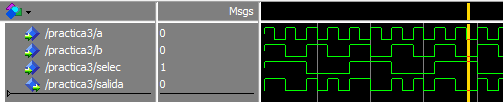 Msgs
/practica3/a 0
/practica3/b 0
/practica3/selec 1
/practica3/salida 0